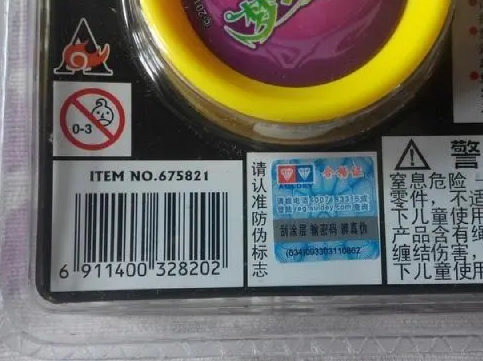 梦
0-3
ITEM NO.675821
6 911400 328202
请认准防伪标志
AULDEY
刮涂层 输密码 辨真伪
警
窒息危险
零件，不适
下儿童使用
产品含有绳
缠结伤害，
下儿童使用